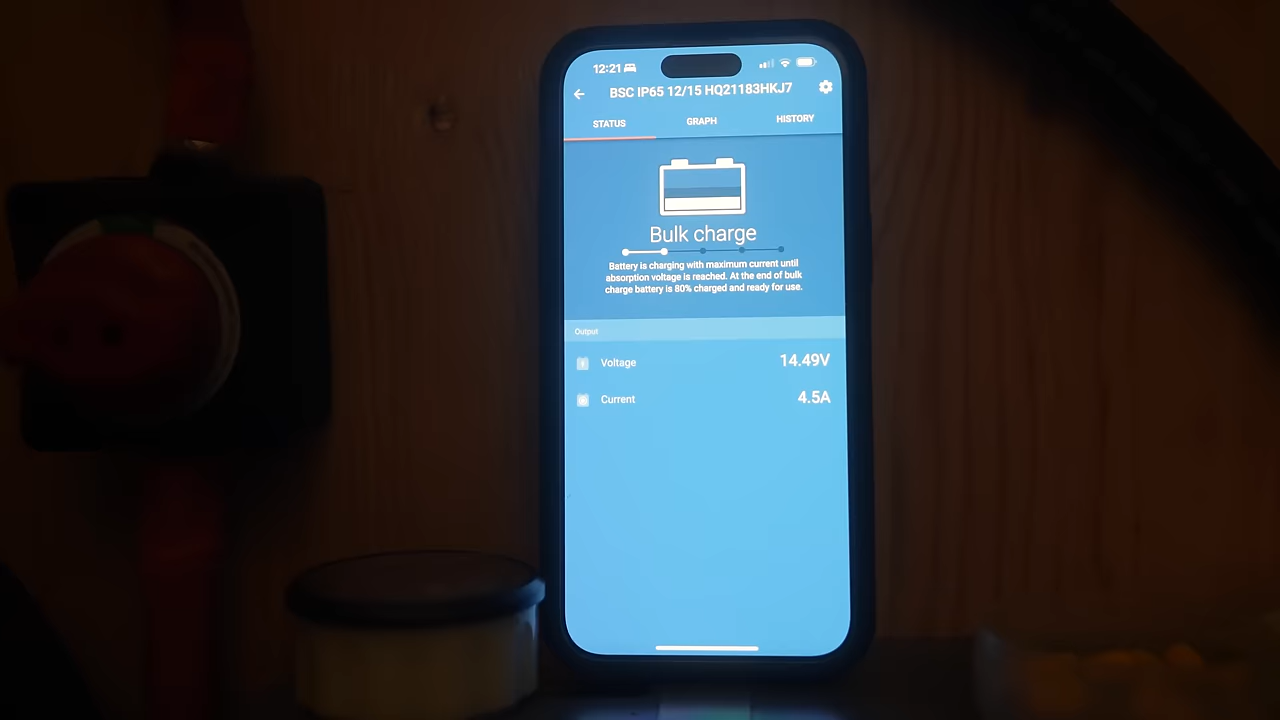 12:21
BSC IP65 12/15 HQ21183HKJ7
STATUS
GRAPH
HISTORY
Bulk charge
Battery is charging with maximum current until
absorption voltage is reached. At the end of bulk
charge battery is 80% charged and ready for use.
Output
Voltage
14.49V
Current
4.5A